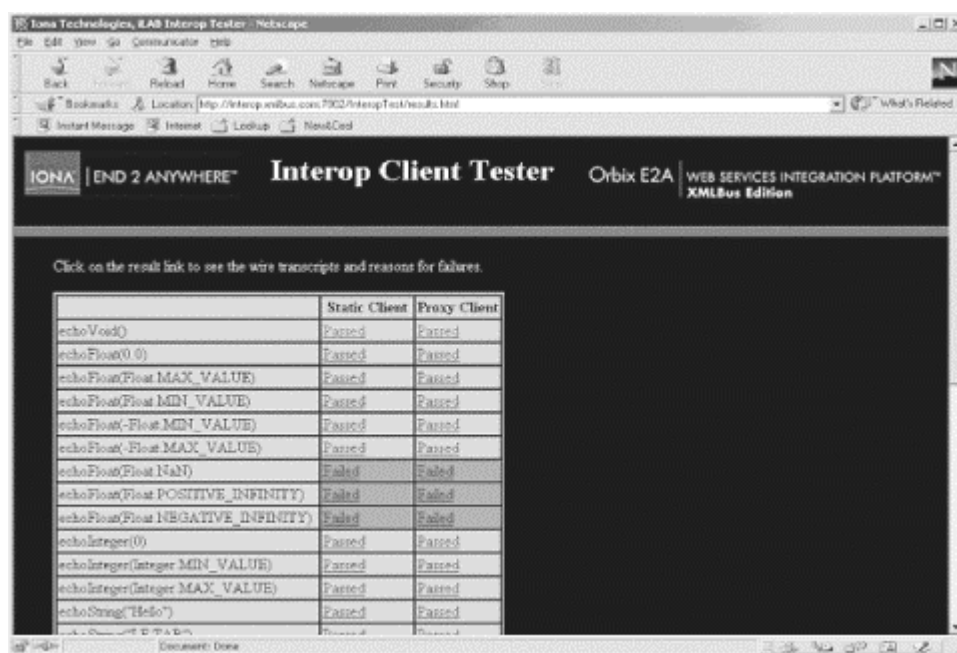 Iona Technologies, iLAB Interop Tester - Netscape
File Edit View Go Communicator Help
Back Reload Home Search Netscape Print Security Shop
Bookmarks Location: http://interop.xmlbus.com:7002/InteropTest/results.html What's Related
Instant Message Internet Lookup New&Cool
IONA END 2 ANYWHERE™ Interop Client Tester Orbix E2A WEB SERVICES INTEGRATION PLATFORM™
XMLBus Edition
Click on the result link to see the wire transcripts and reasons for failures.
Static Client Proxy Client
echoVoid() Passed Passed
echoFloat(0.0) Passed Passed
echoFloat(Float.MAX_VALUE) Passed Passed
echoFloat(Float.MIN_VALUE) Passed Passed
echoFloat(-Float.MIN_VALUE) Passed Passed
echoFloat(-Float.MAX_VALUE) Passed Passed
echoFloat(Float.NaN) Failed Failed
echoFloat(Float.POSITIVE_INFINITY) Failed Failed
echoFloat(Float.NEGATIVE_INFINITY) Failed Failed
echoInteger(0) Passed Passed
echoInteger(Integer.MIN_VALUE) Passed Passed
echoInteger(Integer.MAX_VALUE) Passed Passed
echoString("Hello") Passed Passed
Document: Done